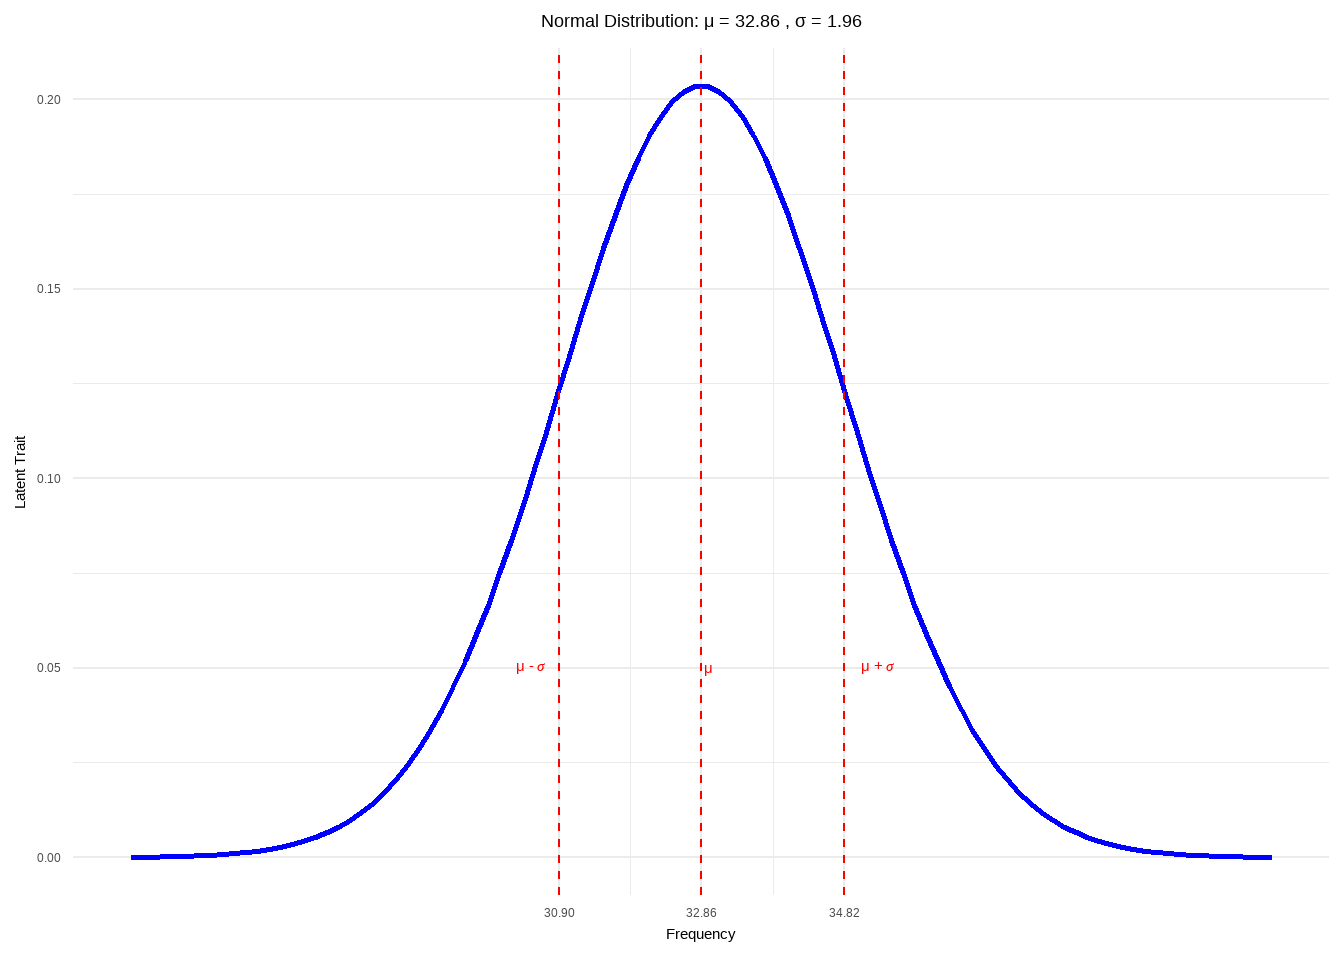 Normal Distribution: μ = 32.86 , σ = 1.96
0.20
0.15
0.10
0.05
0.00
Latent Trait
μ - σ
μ
μ + σ
30.90
32.86
34.82
Frequency